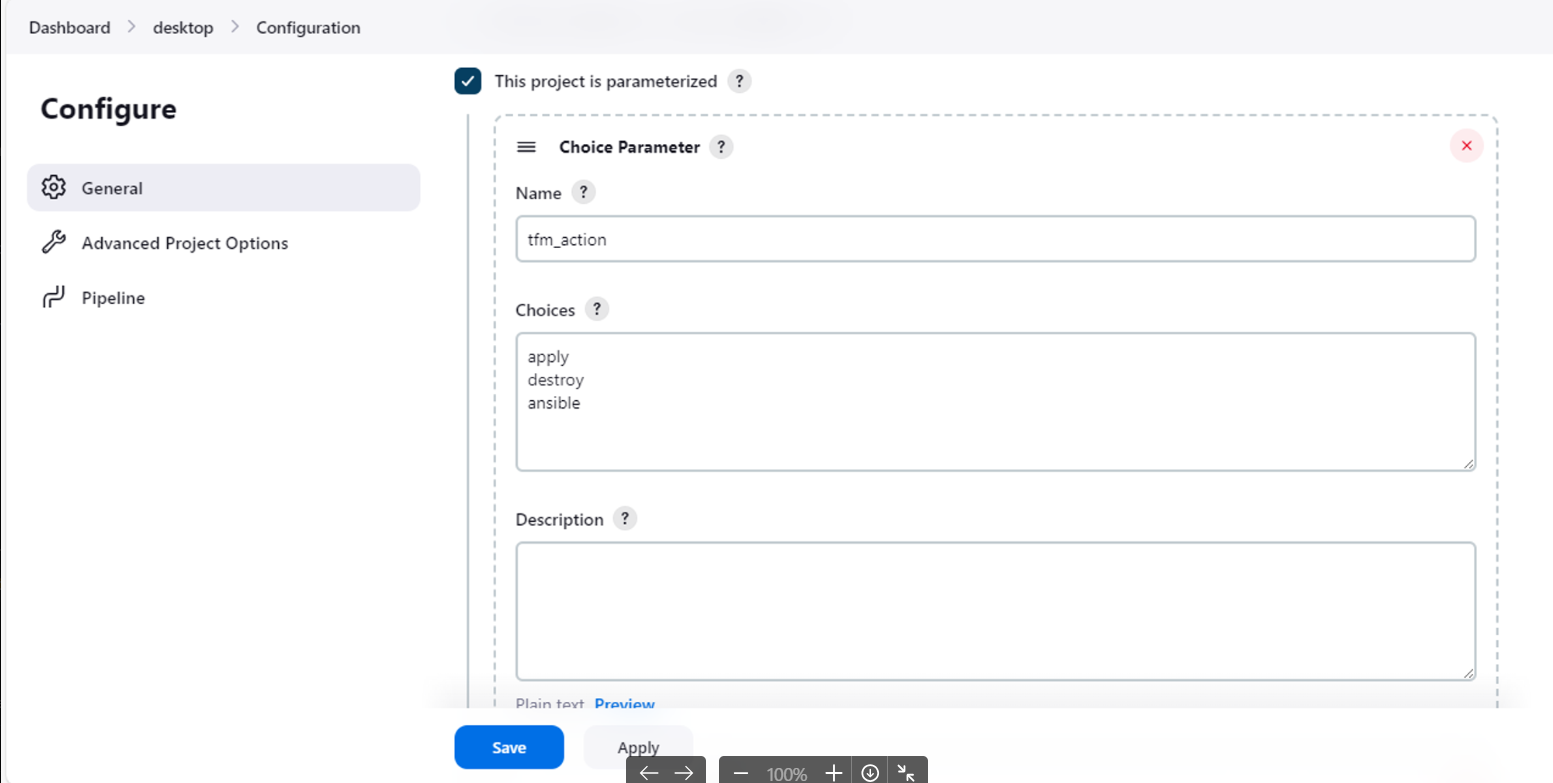 Dashboard > desktop > Configuration
Configure
General
Advanced Project Options
Pipeline
This project is parameterized ?
Choice Parameter ?
Name ?
tfm_action
Choices ?
apply
destroy
ansible
Description ?
Plain text Preview
Save Apply
100%